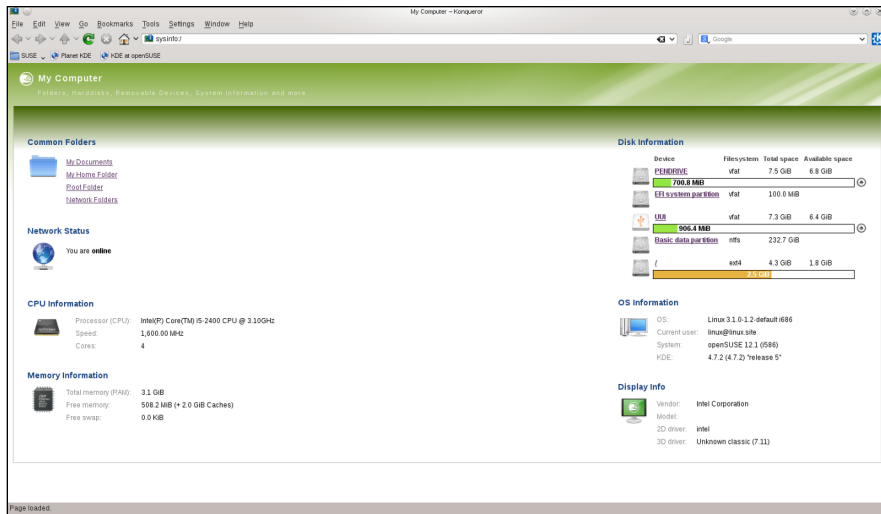 My Computer – Konqueror
File Edit View Go Bookmarks Tools Settings Window Help
sysinfo:/
Google
SUSE Planet KDE KDE at openSUSE
My Computer
Folders, Harddisks, Removable Devices, System Information and more
Common Folders
My Documents
My Home Folder
Root Folder
Network Folders
Network Status
You are online
CPU Information
Processor (CPU): Intel(R) Core(TM) i5-2400 CPU @ 3.10GHz
Speed: 1,600.00 MHz
Cores: 4
Memory Information
Total memory (RAM): 3.1 GiB
Free memory: 508.2 MiB (+ 2.0 GiB Caches)
Free swap: 0.0 KiB
Disk Information
Device Filesystem Total space Available space
PENDRIVE vfat 7.5 GiB 6.8 GiB
700.8 MiB
EFI system partition vfat 100.0 MiB
UUI vfat 7.3 GiB 6.4 GiB
906.4 MiB
Basic data partition ntfs 232.7 GiB
/ ext4 4.3 GiB 1.8 GiB
2.5 GiB
OS Information
OS: Linux 3.1.0-1.2-default i686
Current user: linux@linux.site
System: openSUSE 12.1 (i586)
KDE: 4.7.2 (4.7.2) "release 5"
Display Info
Vendor: Intel Corporation
Model:
2D driver: intel
3D driver: Unknown classic (7.11)
Page loaded.